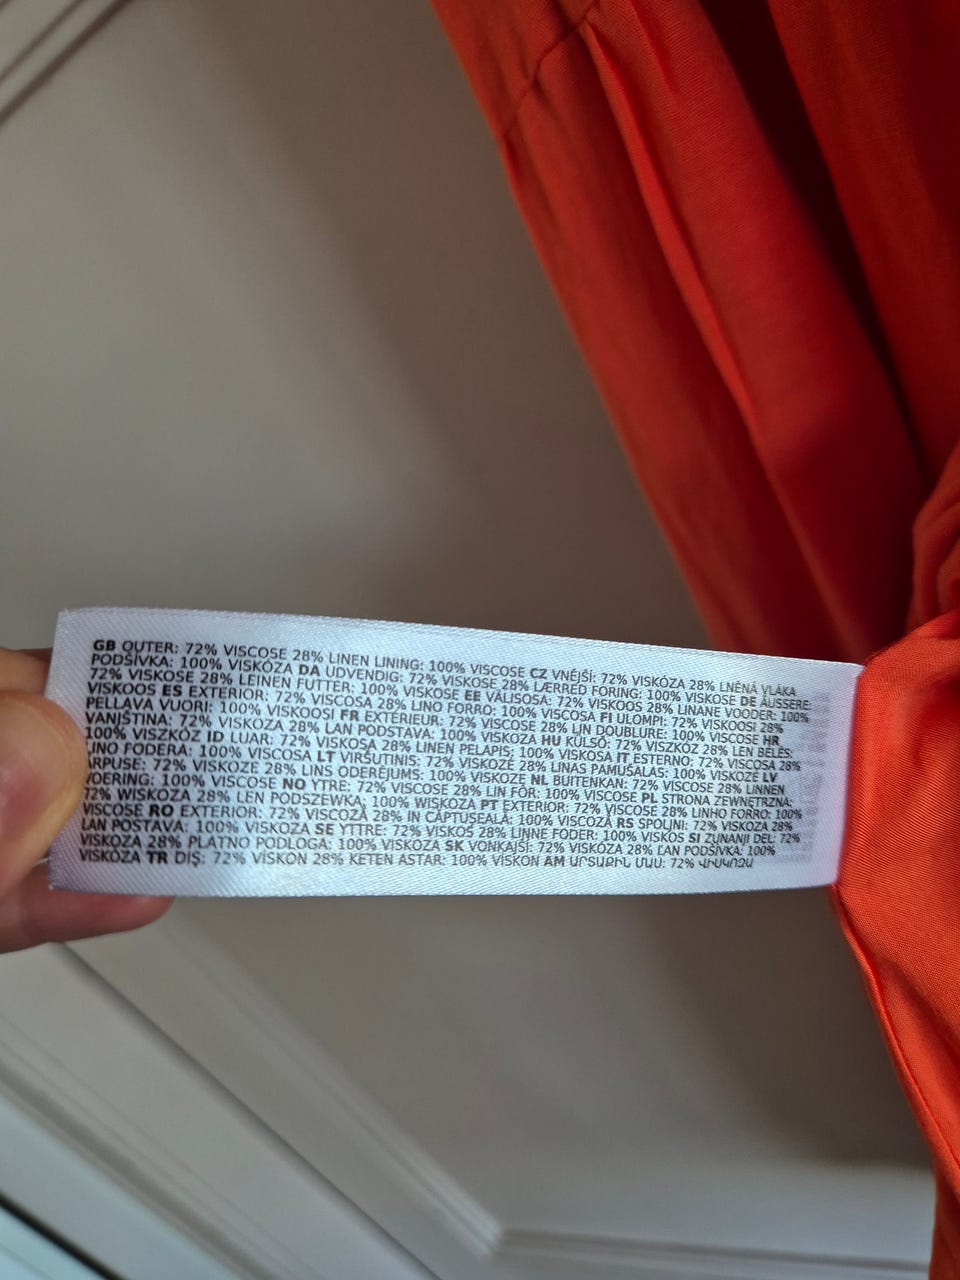 GB OUTER: 72% VISCOSE 28% LINEN LINING: 100% VISCOSE CZ VNĚJŠÍ: 72% VISKÓZA 28% LNĚNÁ VLÁKA
PODŠÍVKA: 100% VISKÓZA DA UDVENDIG: 72% VISKOSE 28% LÆRRED FORING: 100% VISKOSE DE ÄUSSERE:
72% VISKOSE 28% LEINEN FUTTER: 100% VISKOSE EE VÄLISOSA: 72% VISKOOS 28% LINANE VOODER: 100%
VISKOOS ES EXTERIOR: 72% VISCOSA 28% LINO FORRO: 100% VISCOSA FI ULOMPI: 72% VISKOOSI 28%
PELLAVA VUORI: 100% VISKOOSI FR EXTÉRIEUR: 72% VISCOSE 28% LIN DOUBLURE: 100% VISCOSE HR
VANJŠTINA: 72% VISKOZA 28% LAN PODSTAVA: 100% VISKOZA HU KÜLSŐ: 72% VISZKÓZ 28% LEN BÉLÉS:
100% VISZKÓZ ID LUAR: 72% VISKOSA 28% LINEN PELAPIS: 100% VISKOSA IT ESTERNO: 72% VISCOSA 28%
LINO FODERA: 100% VISCOSA LT VIRŠUTINIS: 72% VISKOZĖ 28% LINAS PAMUŠALAS: 100% VISKOZĖ LV
RPUSE: 72% VISKOZE 28% LINS ODERĒJUMS: 100% VISKOZE NL BUITENKAN: 72% VISCOSE 28% LINNEN
VOERING: 100% VISCOSE NO YTRE: 72% VISCOSE 28% LIN FÔR: 100% VISCOSE PL STRONA ZEWNĘTRZNA:
72% WISKOZA 28% LEN PODSZEWKA: 100% WISKOZA PT EXTERIOR: 72% VISCOSE 28% LINHO FORRO: 100%
VISCOSE RO EXTERIOR: 72% VISCOZĂ 28% IN CĂPTUȘEALĂ: 100% VISCOZĂ RS SPOLJNI: 72% VISKOZA 28%
LAN POSTAVA: 100% VISKOZA SE YTTRE: 72% VISKOS 28% LINNE FODER: 100% VISKOS SI ZUNANJI DEL: 72%
VISKOZA 28% PLATNO PODLOGA: 100% VISKOZA SK VONKAJŠÍ: 72% VISKÓZA 28% ĽAN PODŠÍVKA: 100%
VISKÓZA TR DIŞ: 72% VİSKON 28% KETEN ASTAR: 100% VİSKON AM ԱՐՏԱՔԻՆ ՄԱՍ: 72% ՎԻՍԿՈԶԱ